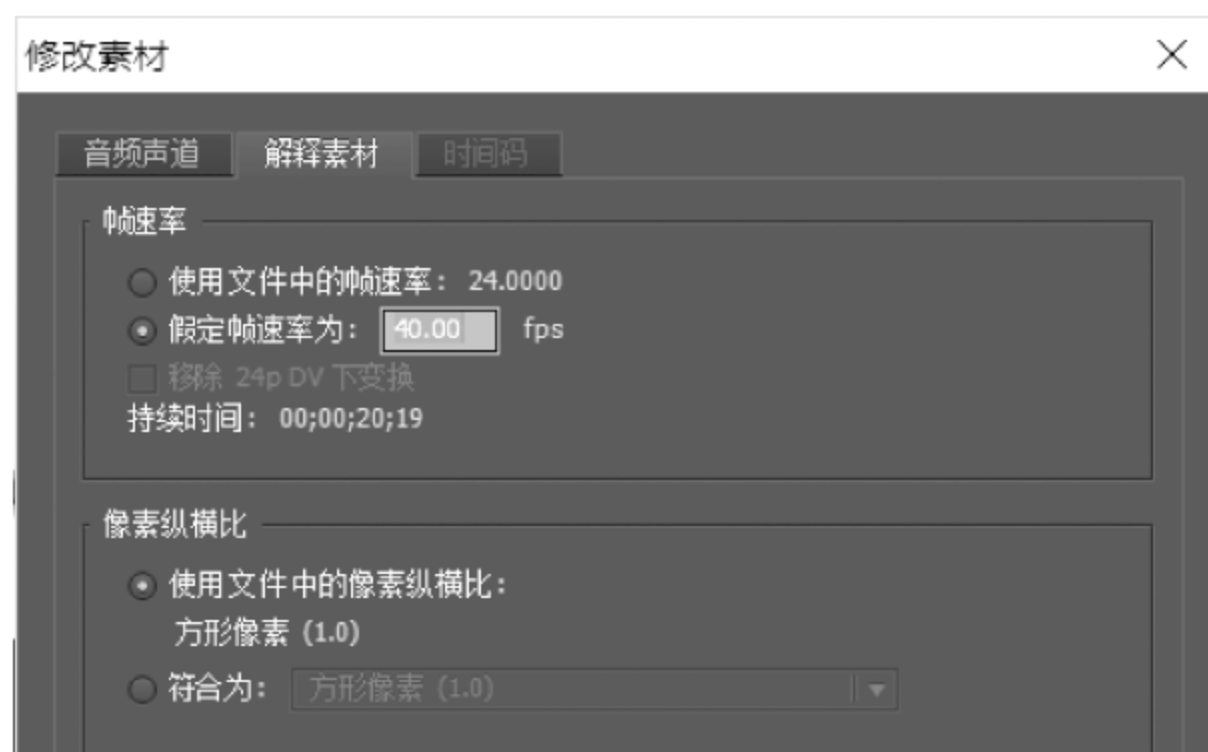 修改素材
音频声道 解释素材 时间码
帧速率
使用文件中的帧速率: 24.0000
假定帧速率为: 40.00 fps
移除 24p DV 下变换
持续时间: 00;00;20;19
像素纵横比
使用文件中的像素纵横比:
方形像素 (1.0)
符合为: 方形像素 (1.0)